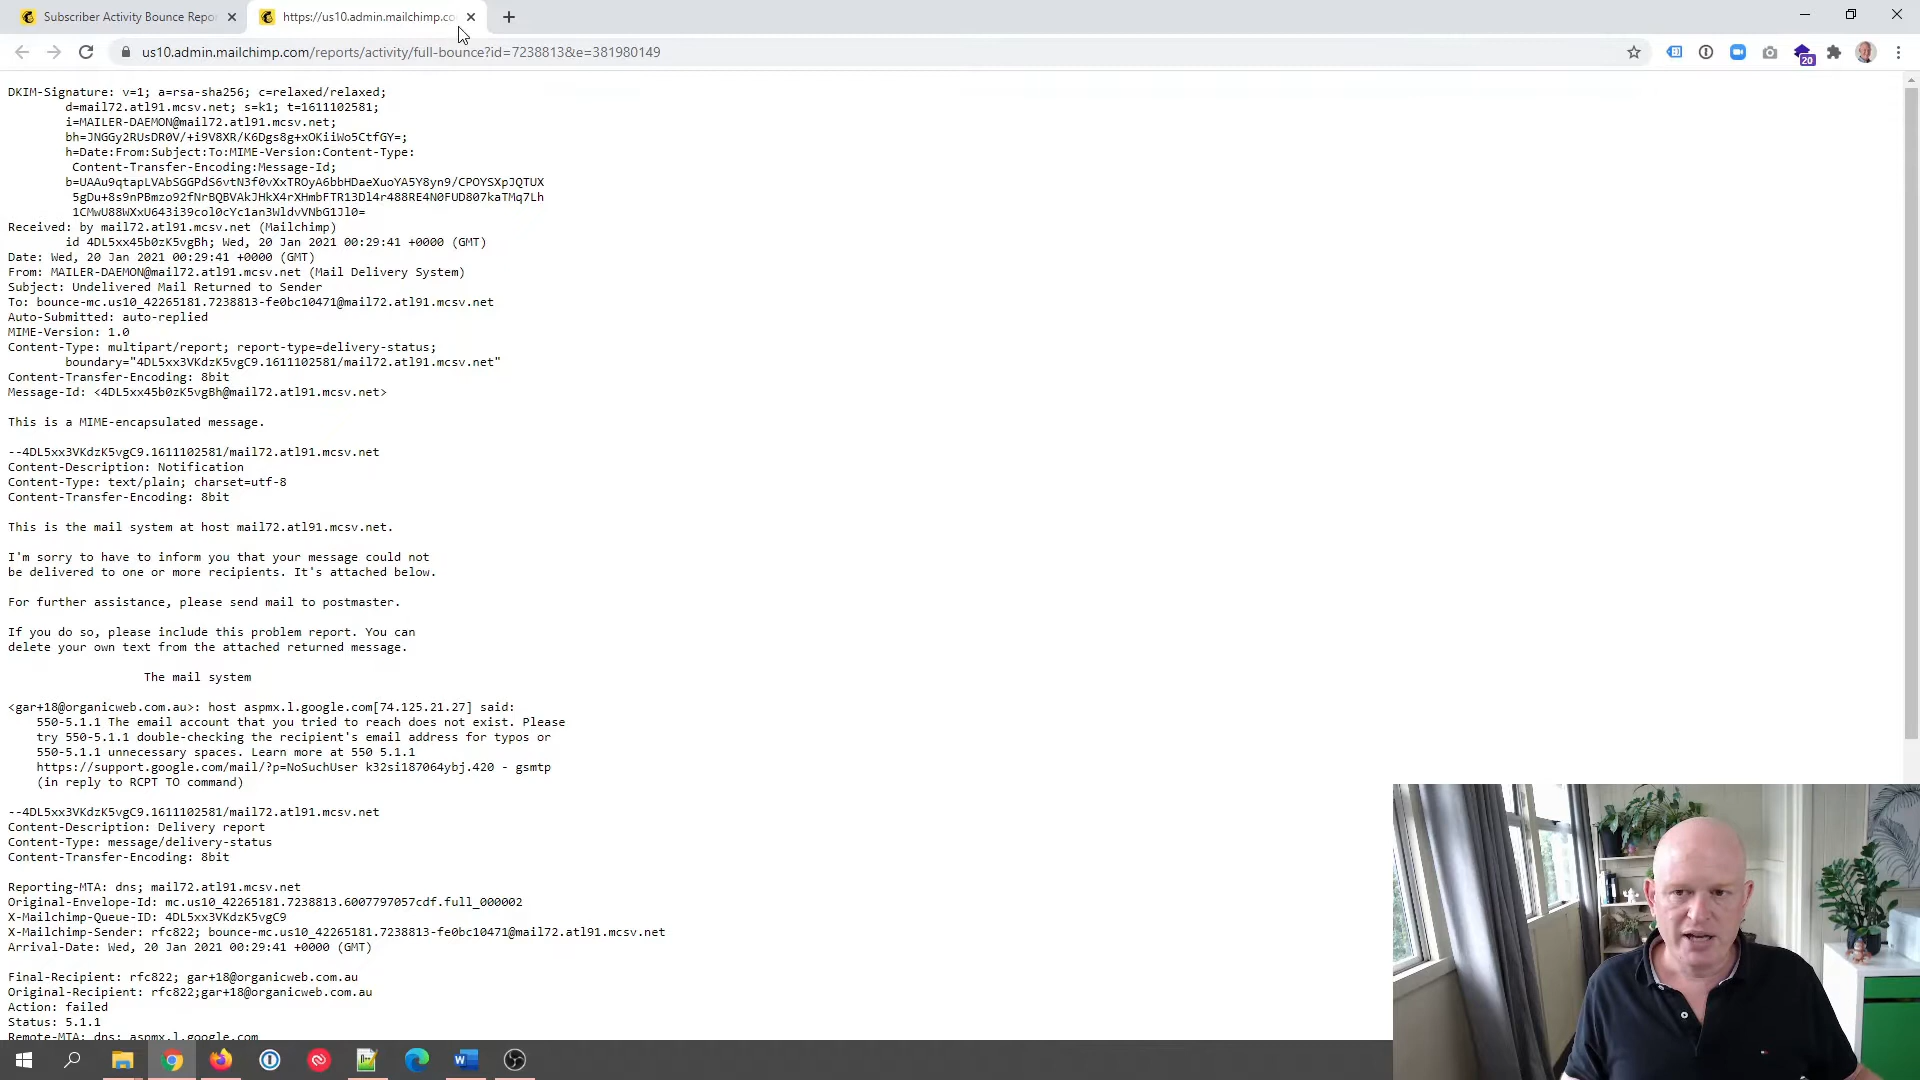 Subscriber Activity Bounce Repor
https://us10.admin.mailchimp.co
us10.admin.mailchimp.com/reports/activity/full-bounce?id=7238813&e=381980149
20
DKIM-Signature: v=1; a=rsa-sha256; c=relaxed/relaxed;
d=mail72.atl91.mcsv.net; s=k1; t=1611102581;
i=MAILER-DAEMON@mail72.atl91.mcsv.net;
bh=JNGGy2RUsDR0V/+i9V8XR/K6Dgs8g+xOKiiWo5CtfGY=;
h=Date:From:Subject:To:MIME-Version:Content-Type:
Content-Transfer-Encoding:Message-Id;
b=UAAu9qtapLVAbSGGPdS6vtN3f0vXxTROyA6bbHDaeXuoYA5Y8yn9/CPOYSXpJQTUX
5gDu+8s9nPBmzo92fNrBQBVAkJHkX4rXHmbFTR13Dl4r488RE4N0FUD807kaTMq7Lh
1CMwU88WXxU643i39col0cYc1an3WldvVNbG1Jl0=
Received: by mail72.atl91.mcsv.net (Mailchimp)
id 4DL5xx45b0zK5vgBh; Wed, 20 Jan 2021 00:29:41 +0000 (GMT)
Date: Wed, 20 Jan 2021 00:29:41 +0000 (GMT)
From: MAILER-DAEMON@mail72.atl91.mcsv.net (Mail Delivery System)
Subject: Undelivered Mail Returned to Sender
To: bounce-mc.us10_42265181.7238813-fe0bc10471@mail72.atl91.mcsv.net
Auto-Submitted: auto-replied
MIME-Version: 1.0
Content-Type: multipart/report; report-type=delivery-status;
boundary="4DL5xx3VKdzK5vgC9.1611102581/mail72.atl91.mcsv.net"
Content-Transfer-Encoding: 8bit
Message-Id: <4DL5xx45b0zK5vgBh@mail72.atl91.mcsv.net>
This is a MIME-encapsulated message.
--4DL5xx3VKdzK5vgC9.1611102581/mail72.atl91.mcsv.net
Content-Description: Notification
Content-Type: text/plain; charset=utf-8
Content-Transfer-Encoding: 8bit
This is the mail system at host mail72.atl91.mcsv.net.
I'm sorry to have to inform you that your message could not
be delivered to one or more recipients. It's attached below.
For further assistance, please send mail to postmaster.
If you do so, please include this problem report. You can
delete your own text from the attached returned message.
The mail system
<gar+18@organicweb.com.au>: host aspmx.l.google.com[74.125.21.27] said:
550-5.1.1 The email account that you tried to reach does not exist. Please
try 550-5.1.1 double-checking the recipient's email address for typos or
550-5.1.1 unnecessary spaces. Learn more at 550 5.1.1
https://support.google.com/mail/?p=NoSuchUser k32si187064ybj.420 - gsmtp
(in reply to RCPT TO command)
--4DL5xx3VKdzK5vgC9.1611102581/mail72.atl91.mcsv.net
Content-Description: Delivery report
Content-Type: message/delivery-status
Content-Transfer-Encoding: 8bit
Reporting-MTA: dns; mail72.atl91.mcsv.net
Original-Envelope-Id: mc.us10_42265181.7238813.6007797057cdf.full_000002
X-Mailchimp-Queue-ID: 4DL5xx3VKdzK5vgC9
X-Mailchimp-Sender: rfc822; bounce-mc.us10_42265181.7238813-fe0bc10471@mail72.atl91.mcsv.net
Arrival-Date: Wed, 20 Jan 2021 00:29:41 +0000 (GMT)
Final-Recipient: rfc822; gar+18@organicweb.com.au
Original-Recipient: rfc822;gar+18@organicweb.com.au
Action: failed
Status: 5.1.1
Remote-MTA: dns; aspmx.l.google.com